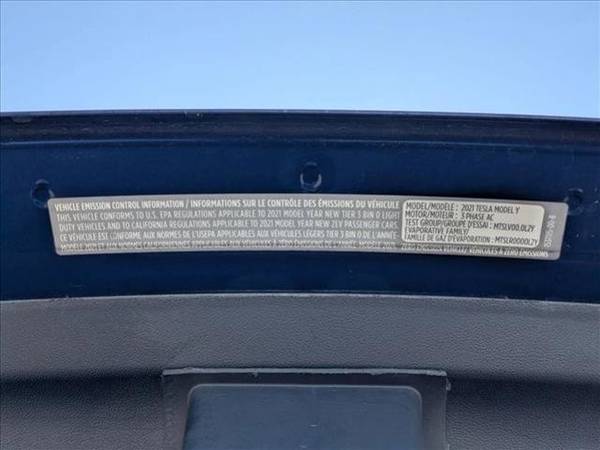 VEHICLE EMISSION CONTROL INFORMATION / INFORMATIONS SUR LE CONTRÔLE DES ÉMISSIONS DU VÉHICULE
THIS VEHICLE CONFORMS TO U.S. EPA REGULATIONS APPLICABLE TO 2021 MODEL YEAR NEW TIER 3 BIN 0 LIGHT
DUTY VEHICLES AND TO CALIFORNIA REGULATIONS APPLICABLE TO 2021 MODEL YEAR NEW ZEV PASSENGER CARS.
CE VÉHICULE EST CONFORME AUX NORMES DE L'USEPA APPLICABLES AUX VÉHICULES LÉGERS TIER 3 BIN 0 DE L'ANNÉE
MODEL/MODÈLE : 2021 TESLA MODEL Y
MOTOR/MOTEUR : 3 PHASE AC
TEST GROUP/GROUPE D'ESSAI : MTSLV00.0L2Y
EVAPORATIVE FAMILY/
FAMILLE DE GAZ D'ÉVAPORATION : MTSLR0000L2Y